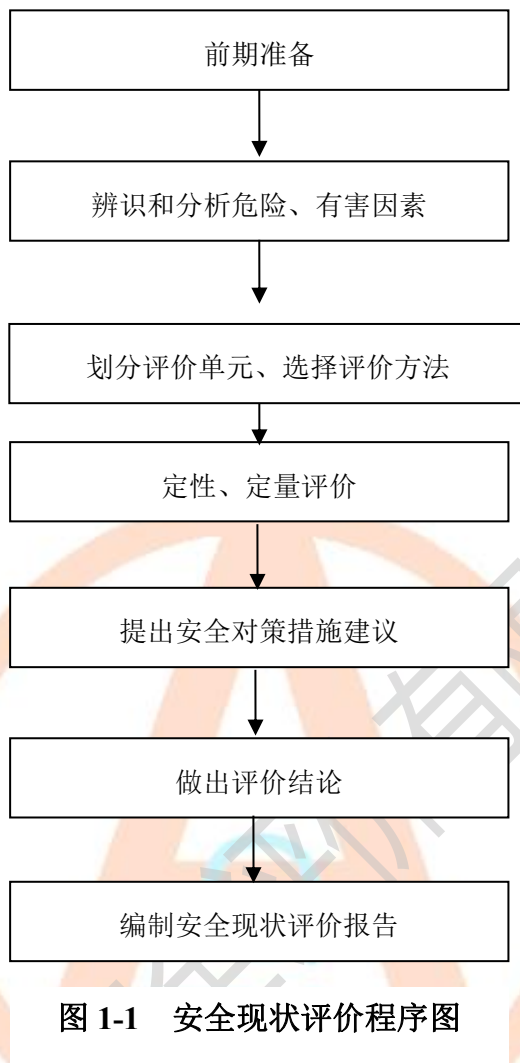 前期准备
辨识和分析危险、有害因素
划分评价单元、选择评价方法
定性、定量评价
提出安全对策措施建议
做出评价结论
编制安全现状评价报告
图 1-1 安全现状评价程序图